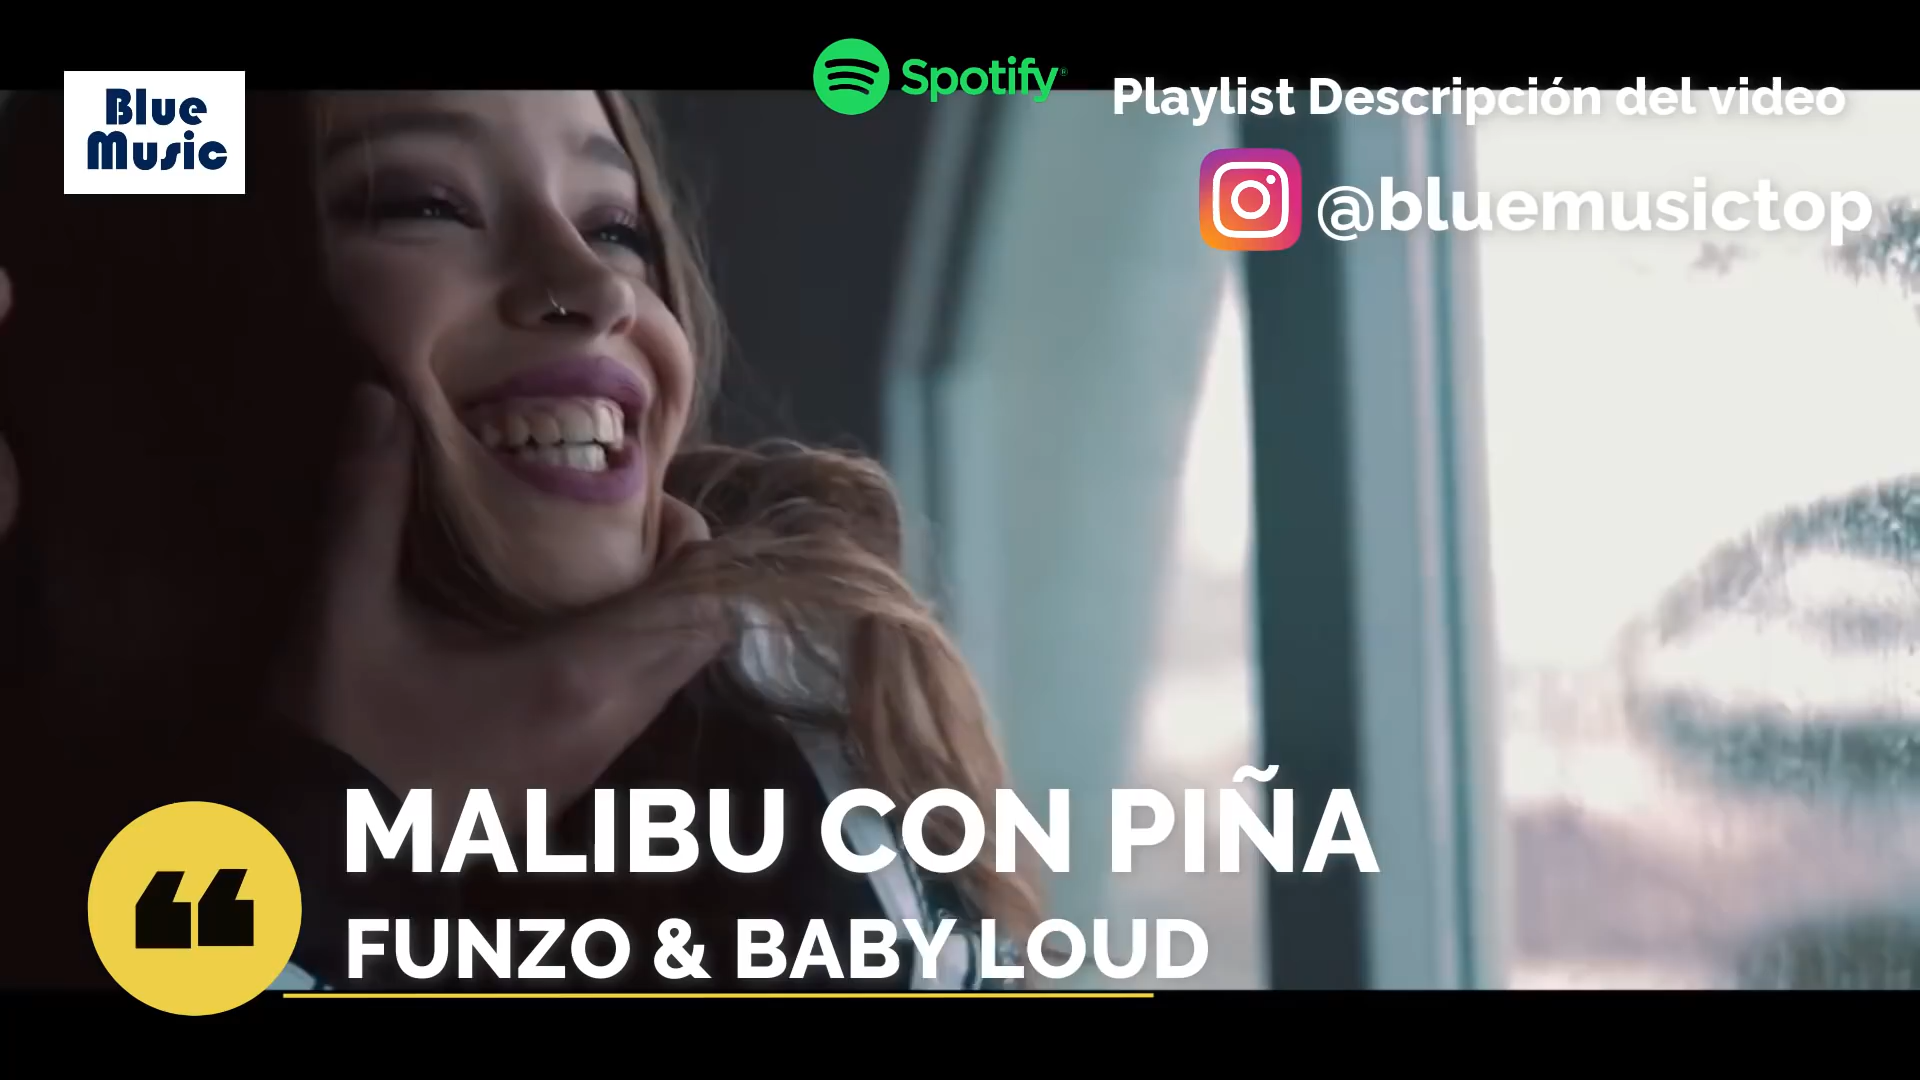 Blue
Music
Spotify®
Playlist Descripción del video
@bluemusictop
MALIBU CON PIÑA
FUNZO & BABY LOUD